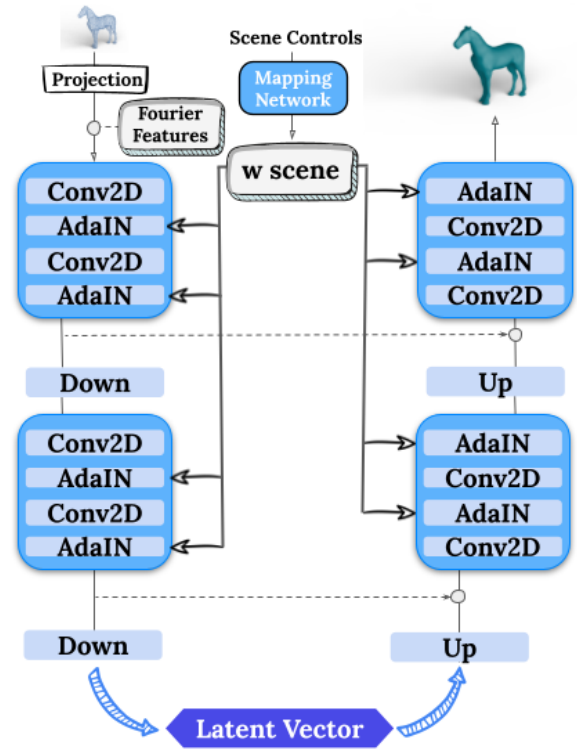 Scene Controls
Projection
Mapping
Network
Fourier
Features
w scene
Conv2D
AdaIN
Conv2D
AdaIN
AdaIN
Conv2D
AdaIN
Conv2D
Down
Up
Conv2D
AdaIN
Conv2D
AdaIN
AdaIN
Conv2D
AdaIN
Conv2D
Down
Up
Latent Vector